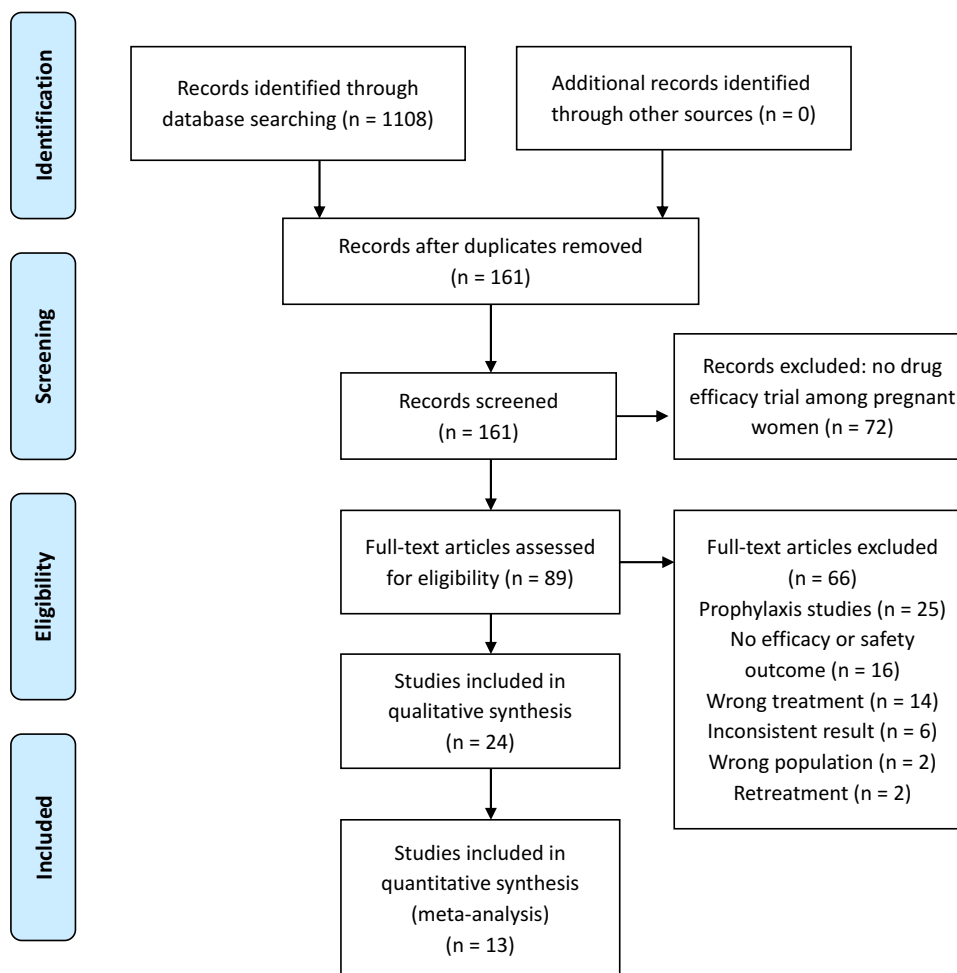 Identification
Records identified through
database searching (n = 1108)
Additional records identified
through other sources (n = 0)
Records after duplicates removed
(n = 161)
Screening
Records screened
(n = 161)
Records excluded: no drug
efficacy trial among pregnant
women (n = 72)
Eligibility
Full-text articles assessed
for eligibility (n = 89)
Full-text articles excluded
(n = 66)
Prophylaxis studies (n = 25)
No efficacy or safety
outcome (n = 16)
Wrong treatment (n = 14)
Inconsistent result (n = 6)
Wrong population (n = 2)
Retreatment (n = 2)
Studies included in
qualitative synthesis
(n = 24)
Included
Studies included in
quantitative synthesis
(meta-analysis)
(n = 13)